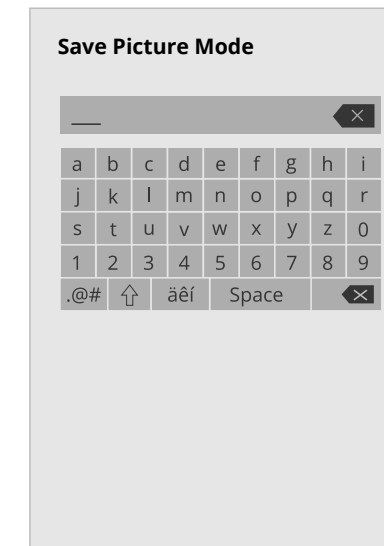 Save Picture Mode
a b c d e f g h i
j k l m n o p q r
s t u v w x y z 0
1 2 3 4 5 6 7 8 9
.@# äêí Space